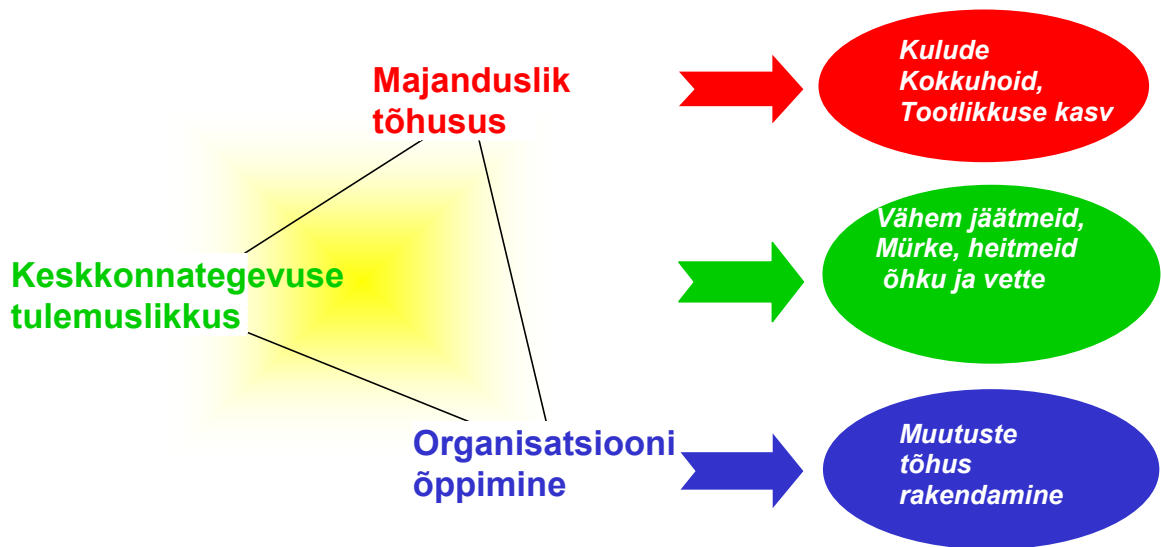 Majanduslik
tõhusus
Kulude
Kokkuhoid,
Tootlikkuse kasv
Keskkonnategevuse
tulemuslikkus
Vähem jäätmeid,
Mürke, heitmeid
õhku ja vette
Organisatsiooni
õppimine
Muutuste
tõhus
rakendamine